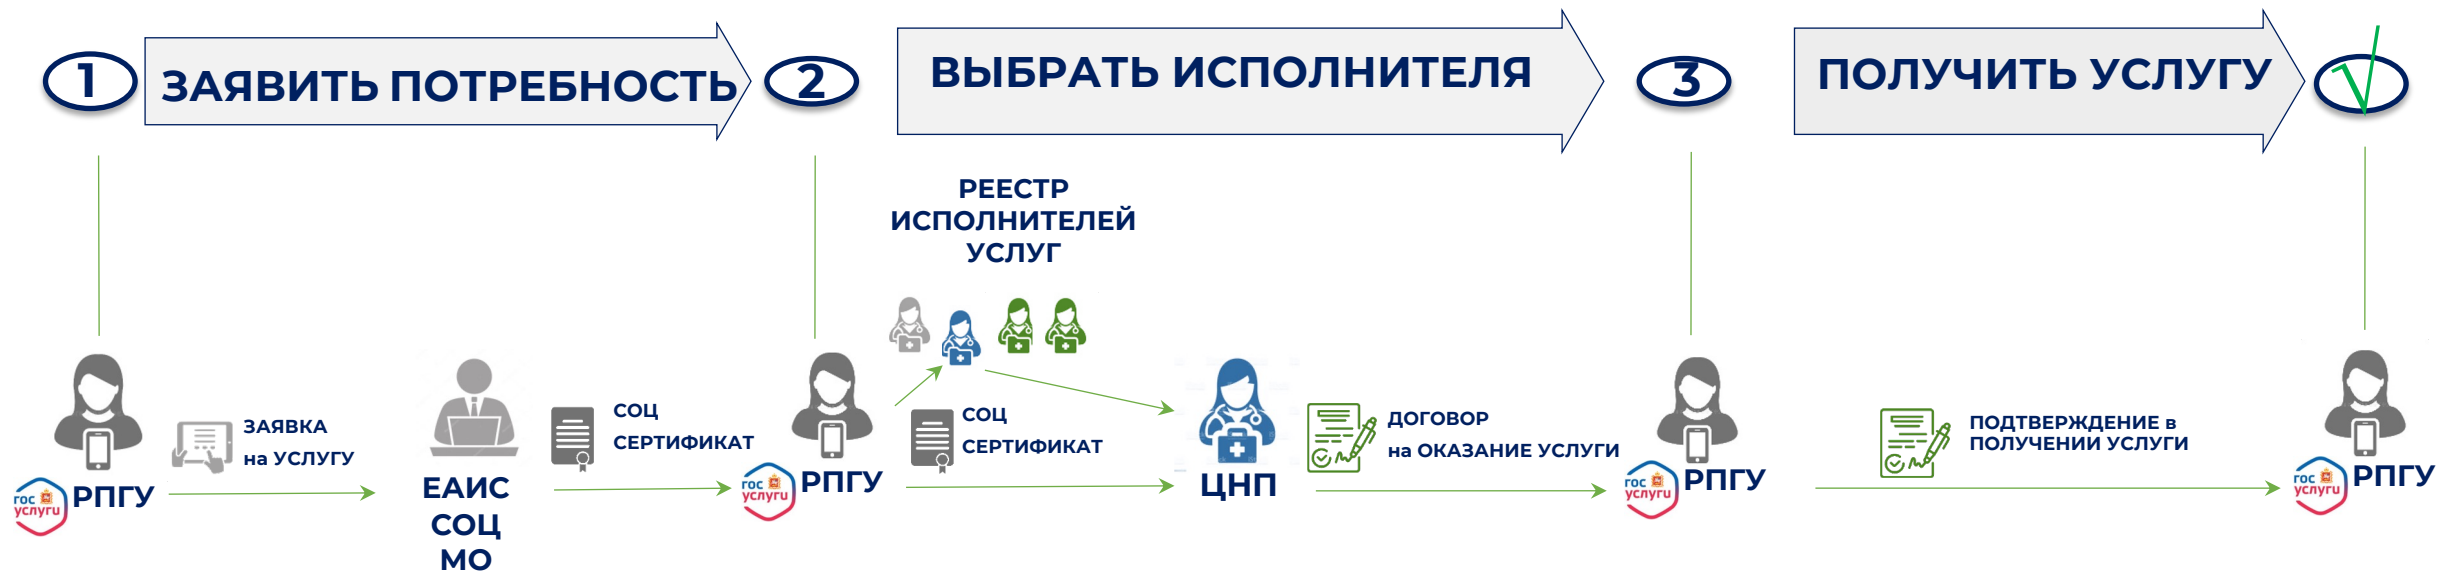 1
ЗАЯВИТЬ ПОТРЕБНОСТЬ
2
ВЫБРАТЬ ИСПОЛНИТЕЛЯ
3
ПОЛУЧИТЬ УСЛУГУ
РЕЕСТР
ИСПОЛНИТЕЛЕЙ
УСЛУГ
гос
услуги
РПГУ
ЗАЯВКА
на УСЛУГУ
ЕАИС
СОЦ
МО
СОЦ
СЕРТИФИКАТ
гос
услуги
РПГУ
СОЦ
СЕРТИФИКАТ
ЦНП
ДОГОВОР
на ОКАЗАНИЕ УСЛУГИ
гос
услуги
РПГУ
ПОДТВЕРЖДЕНИЕ в
ПОЛУЧЕНИИ УСЛУГИ
гос
услуги
РПГУ